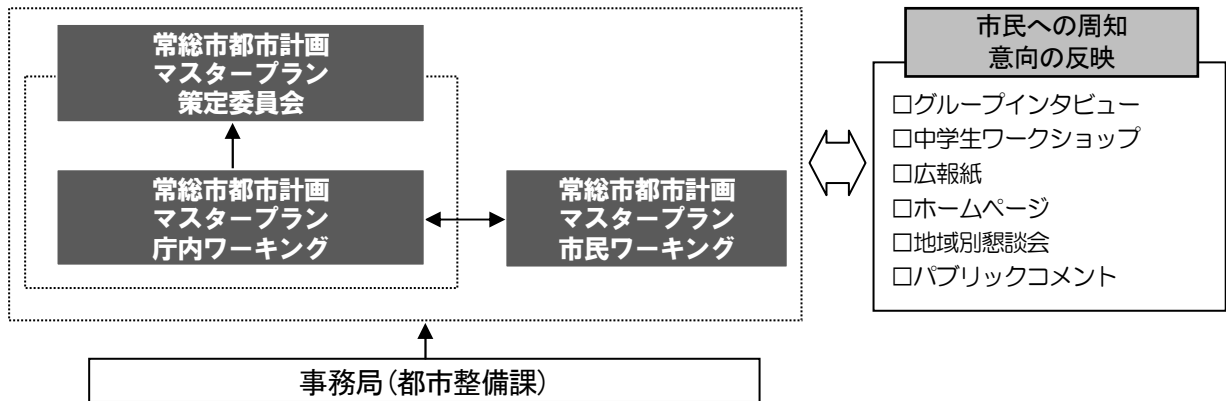 常総市都市計画
マスタープラン
策定委員会
常総市都市計画
マスタープラン
庁内ワーキング
常総市都市計画
マスタープラン
市民ワーキング
事務局(都市整備課)
市民への周知
意向の反映
□グループインタビュー
□中学生ワークショップ
□広報紙
□ホームページ
□地域別懇談会
□パブリックコメント